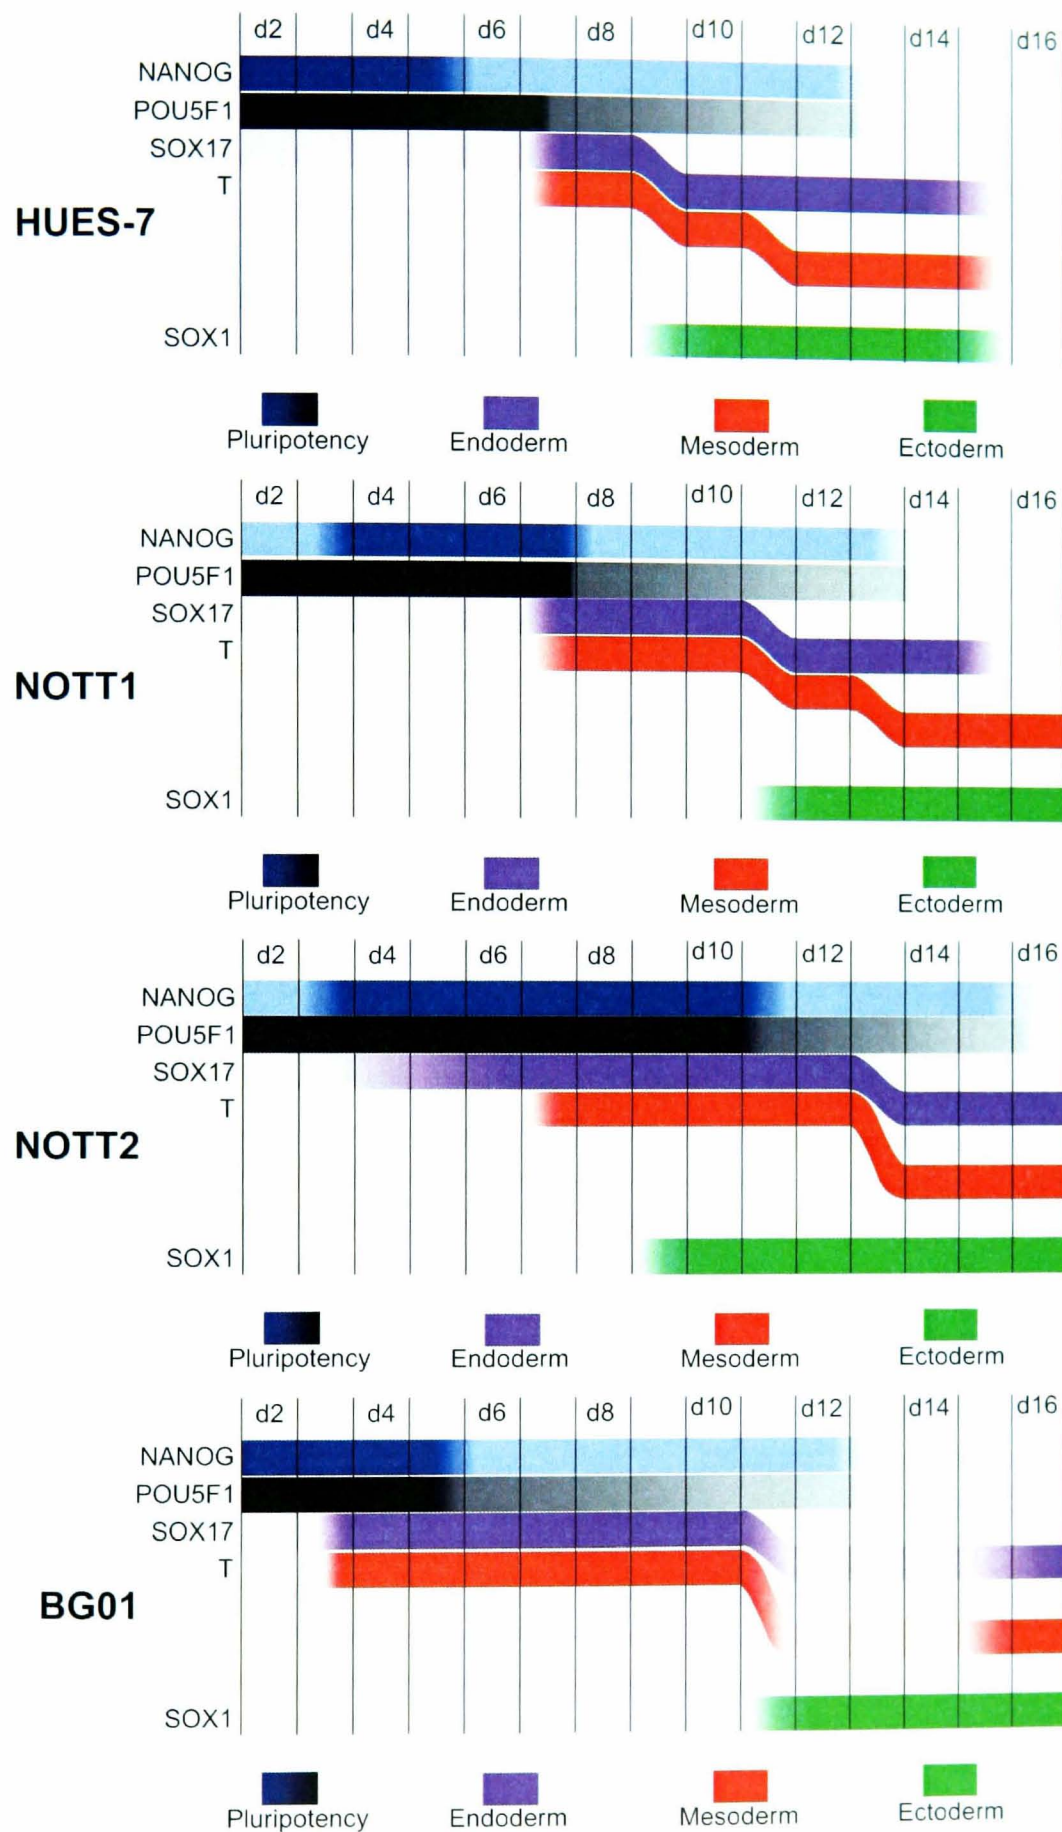 d2 d4 d6 d8 d10 d12 d14 d16
NANOG
POU5F1
SOX17
T
HUES-7
SOX1
Pluripotency Endoderm Mesoderm Ectoderm
d2 d4 d6 d8 d10 d12 d14 d16
NANOG
POU5F1
SOX17
T
NOTT1
SOX1
Pluripotency Endoderm Mesoderm Ectoderm
d2 d4 d6 d8 d10 d12 d14 d16
NANOG
POU5F1
SOX17
T
NOTT2
SOX1
Pluripotency Endoderm Mesoderm Ectoderm
d2 d4 d6 d8 d10 d12 d14 d16
NANOG
POU5F1
SOX17
T
BG01
SOX1
Pluripotency Endoderm Mesoderm Ectoderm